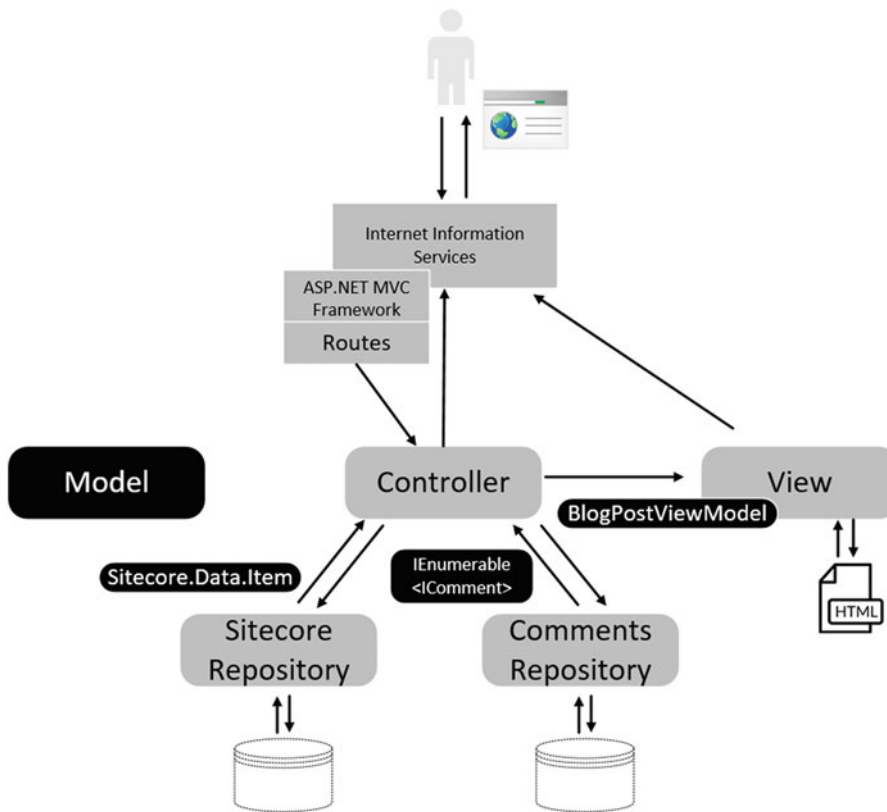 Internet Information
Services
ASP.NET MVC
Framework
Routes
Model
Controller
View
BlogPostViewModel
Sitecore.Data.Item
IEnumerable
<IComment>
HTML
Sitecore
Repository
Comments
Repository